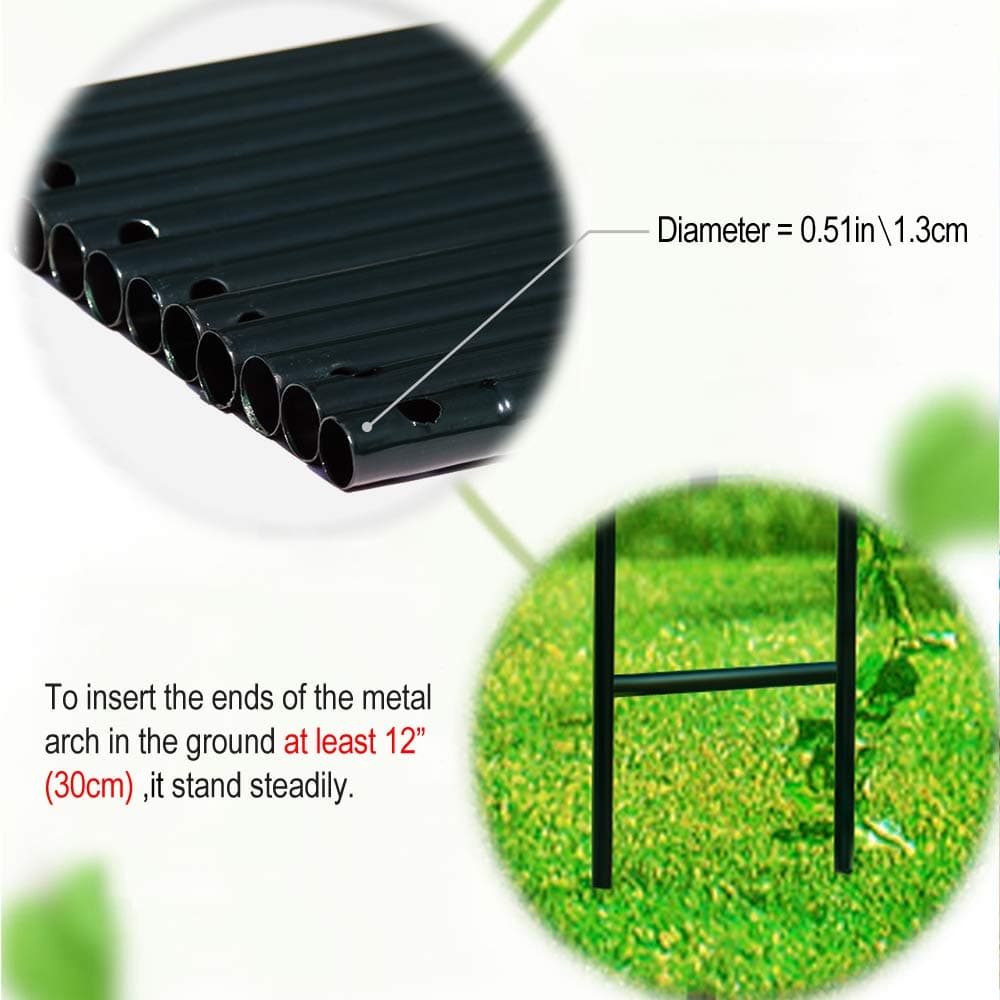 Diameter = 0.51in\1.3cm
To insert the ends of the metal
arch in the ground at least 12”
(30cm) ,it stand steadily.